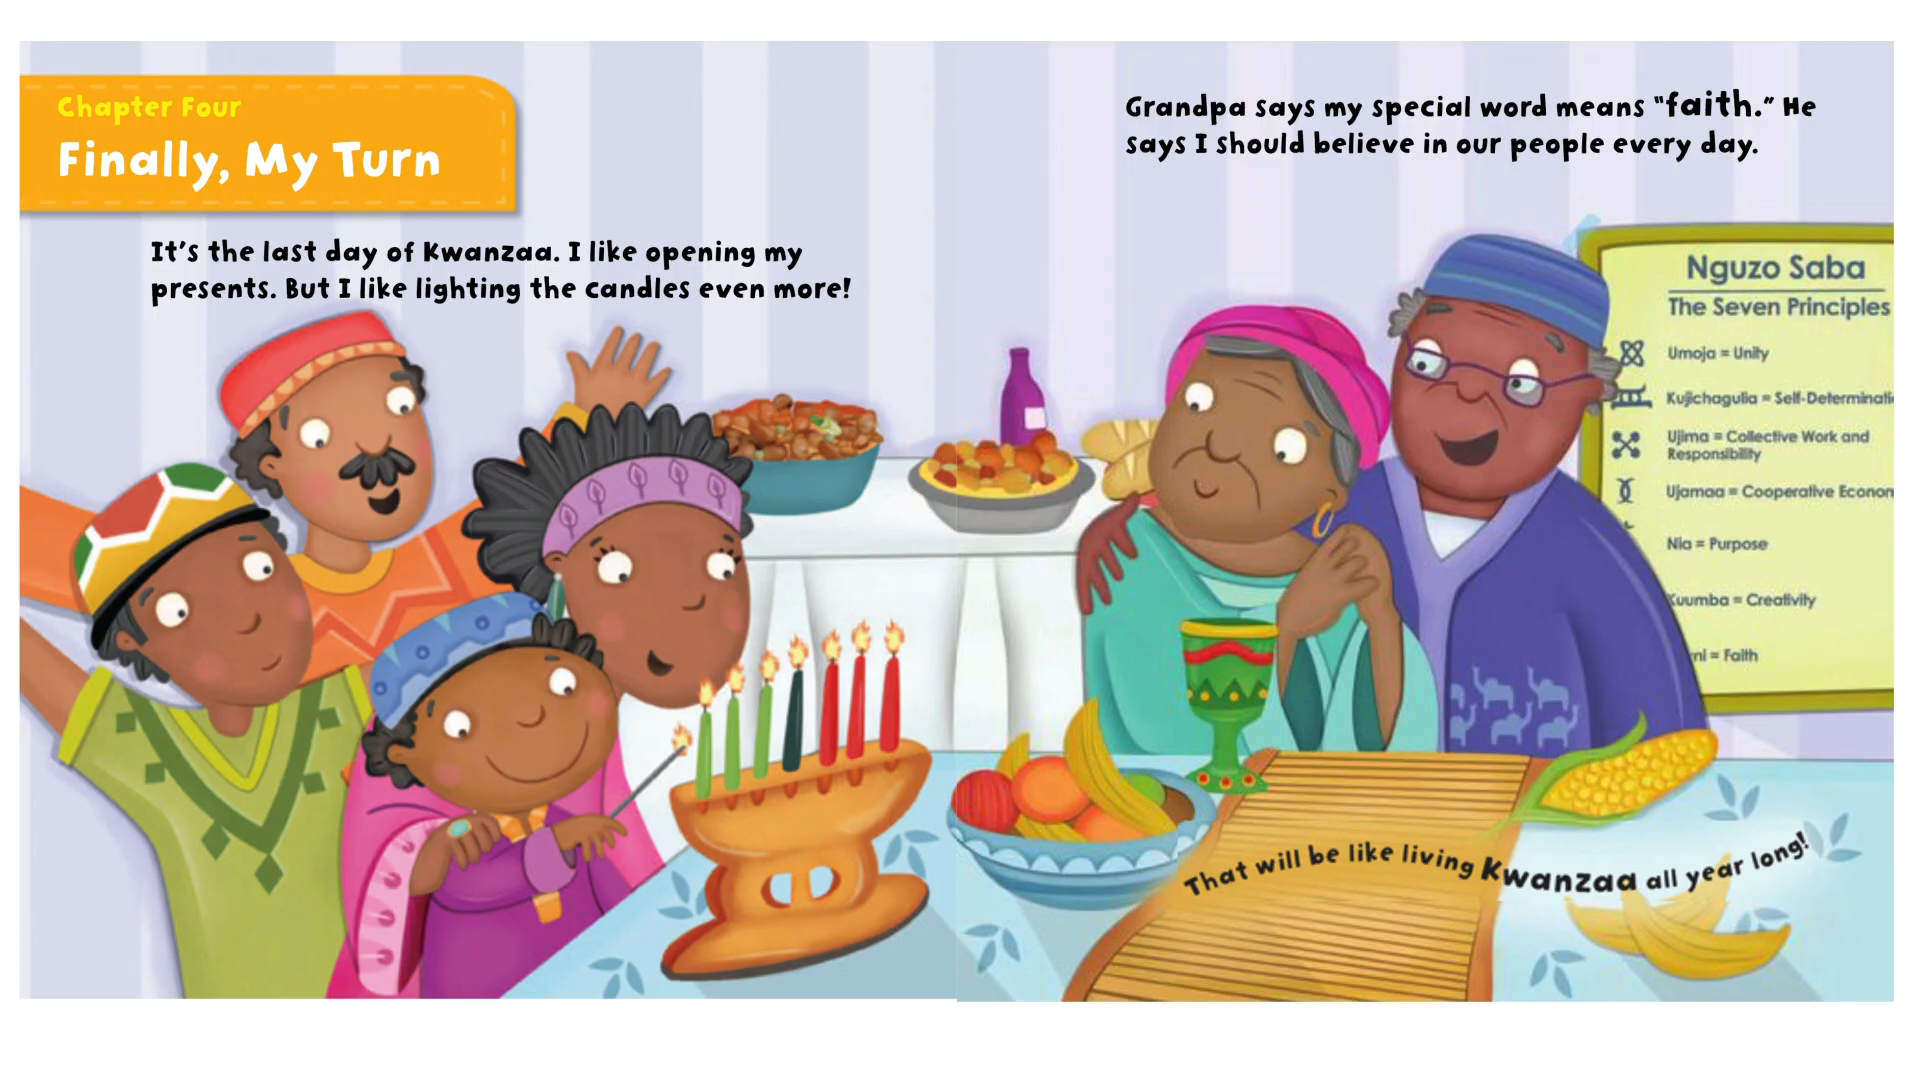 Chapter Four
Finally, My Turn
It's the last day of Kwanzaa. I like opening my
presents. But I like lighting the candles even more!
Grandpa says my special word means "faith." He
says I should believe in our people every day.
Nguzo Saba
The Seven Principles
Umoja = Unity
Kujichagulia = Self-Determinati
Ujima = Collective Work and
Responsibility
Ujamaa = Cooperative Econom
Nia = Purpose
Kuumba = Creativity
ni = Faith
That will be like living Kwanzaa all year long!